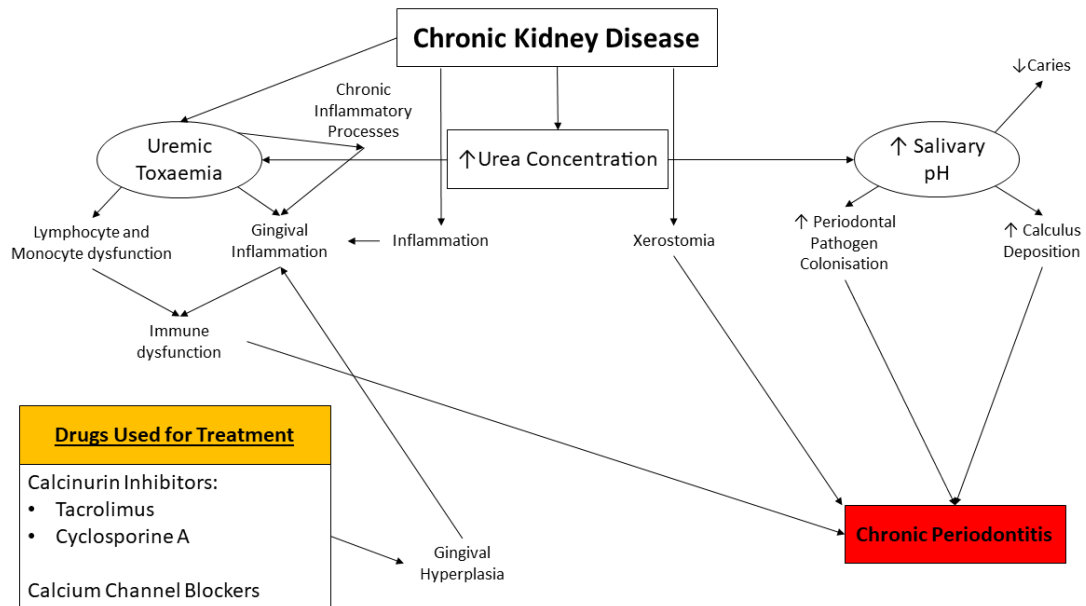 Chronic Kidney Disease
↓Caries
Chronic
Inflammatory
Processes
Uremic
Toxaemia
↑Urea Concentration
↑ Salivary
pH
Lymphocyte and
Monocyte dysfunction
Gingival
Inflammation
Inflammation
Xerostomia
↑ Periodontal
Pathogen
Colonisation
↑ Calculus
Deposition
Immune
dysfunction
Drugs Used for Treatment
Calcinurin Inhibitors:
• Tacrolimus
• Cyclosporine A
Calcium Channel Blockers
Gingival
Hyperplasia
Chronic Periodontitis